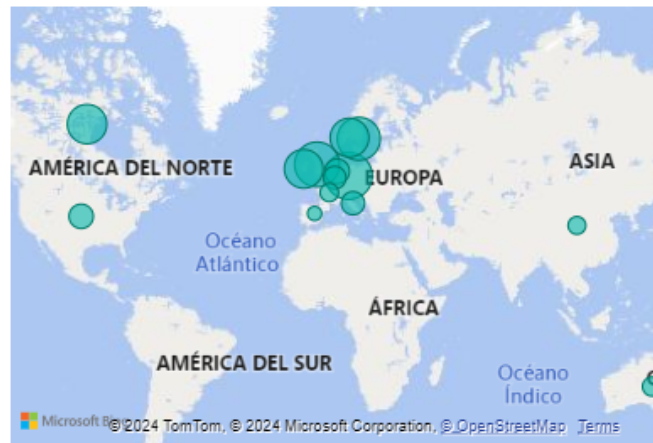 AMÉRICA DEL NORTE
EUROPA
ASIA
Océano
Atlántico
ÁFRICA
AMÉRICA DEL SUR
Océano
Índico
Microsoft
© 2024 TomTom, © 2024 Microsoft Corporation, © OpenStreetMap Terms